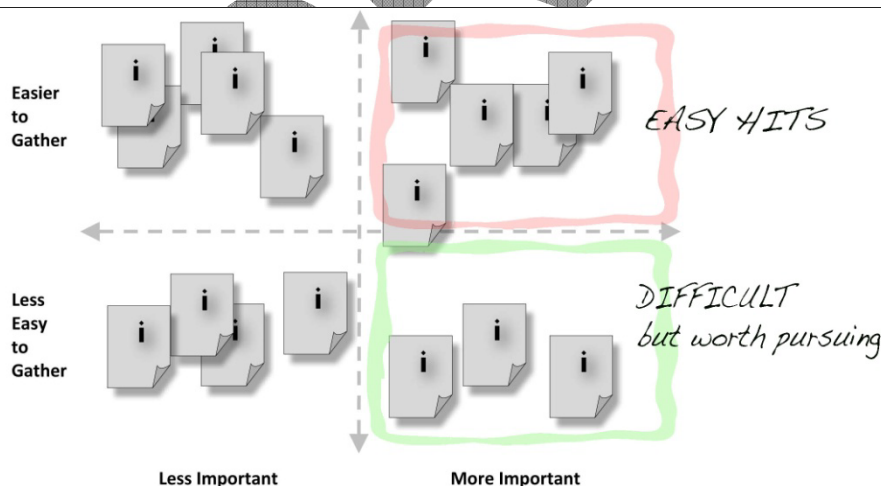 i
i
i
i
i
i
i
i
i
Easier
to
Gather
EASY HITS
i
i
i
i
i
i
i
i
Less
Easy
to
Gather
DIFFICULT
but worth pursuing
Less Important
More Important